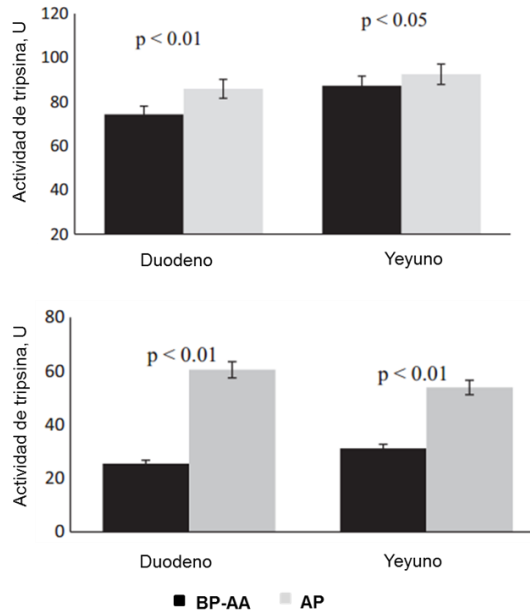 Actividad de tripsina, U
120
100
80
60
40
20
p < 0.01
p < 0.05
Duodeno
Yeyuno
Actividad de tripsina, U
80
60
40
20
0
p < 0.01
p < 0.01
Duodeno
Yeyuno
BP-AA
AP